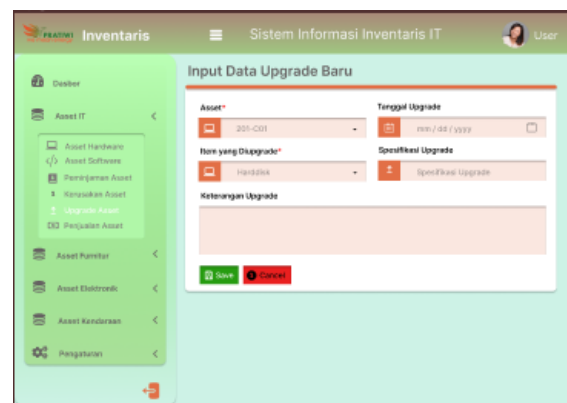 PRATIWI Inventaris
Sistem Informasi Inventaris IT
User
Input Data Upgrade Baru
Dasbor
Asset IT
Asset Hardware
Asset Software
Peminjaman Asset
Kerusakan Asset
Upgrade Asset
Penjualan Asset
Asset Furnitur
Asset Elektronik
Asset Kendaraan
Pengaturan
Asset*
Tanggal Upgrade
201-C01
mm / dd / yyyy
Item yang Diupgrade*
Spesifikasi Upgrade
Harddisk
Spesifikasi Upgrade
Keterangan Upgrade
Save
Cancel